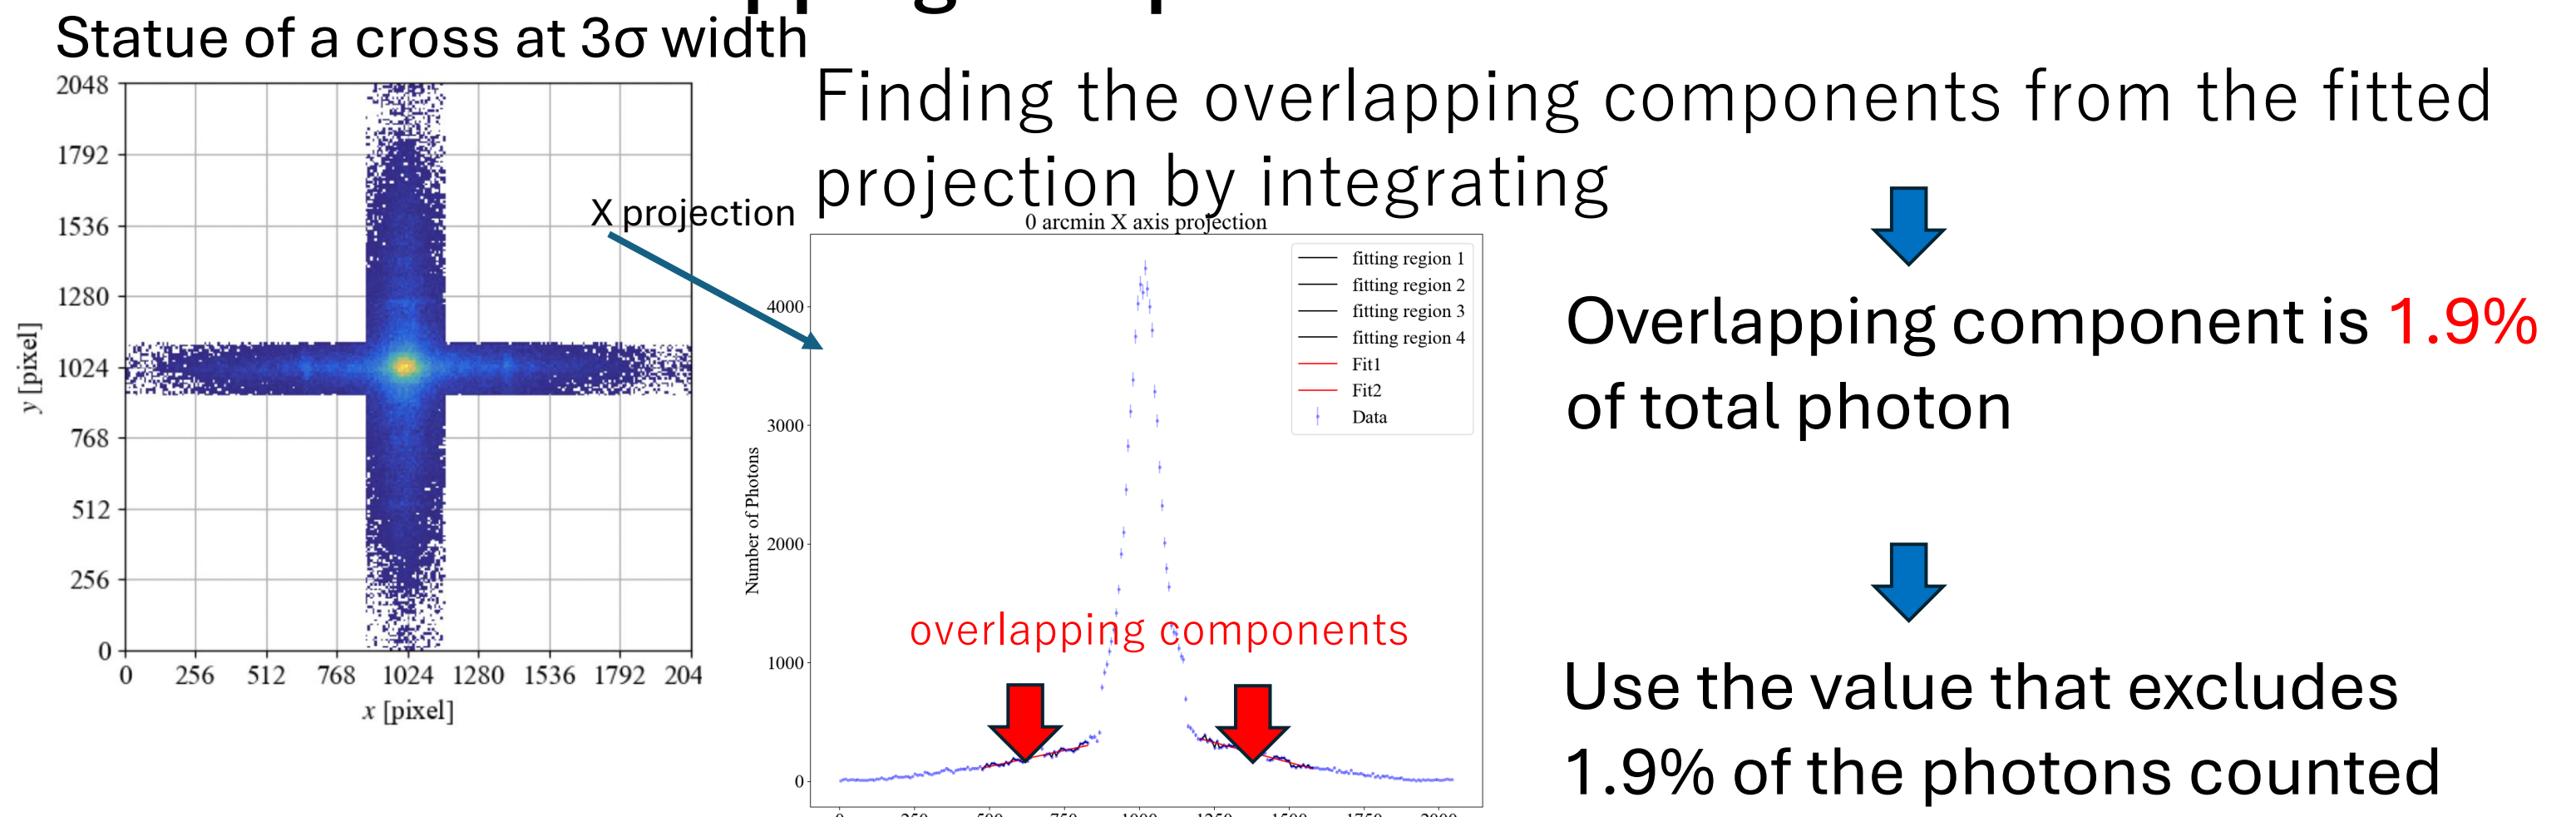 Statue of a cross at 3σ width
2048
1792
1536
1280
1024
768
512
256
0
y [pixel]
0 256 512 768 1024 1280 1536 1792 204
x [pixel]
X projection
Finding the overlapping components from the fitted
projection by integrating
0 arcmin X axis projection
4000
3000
2000
1000
0
Number of Photons
fitting region 1
fitting region 2
fitting region 3
fitting region 4
Fit1
Fit2
Data
overlapping components
Overlapping component is 1.9%
of total photon
Use the value that excludes
1.9% of the photons counted